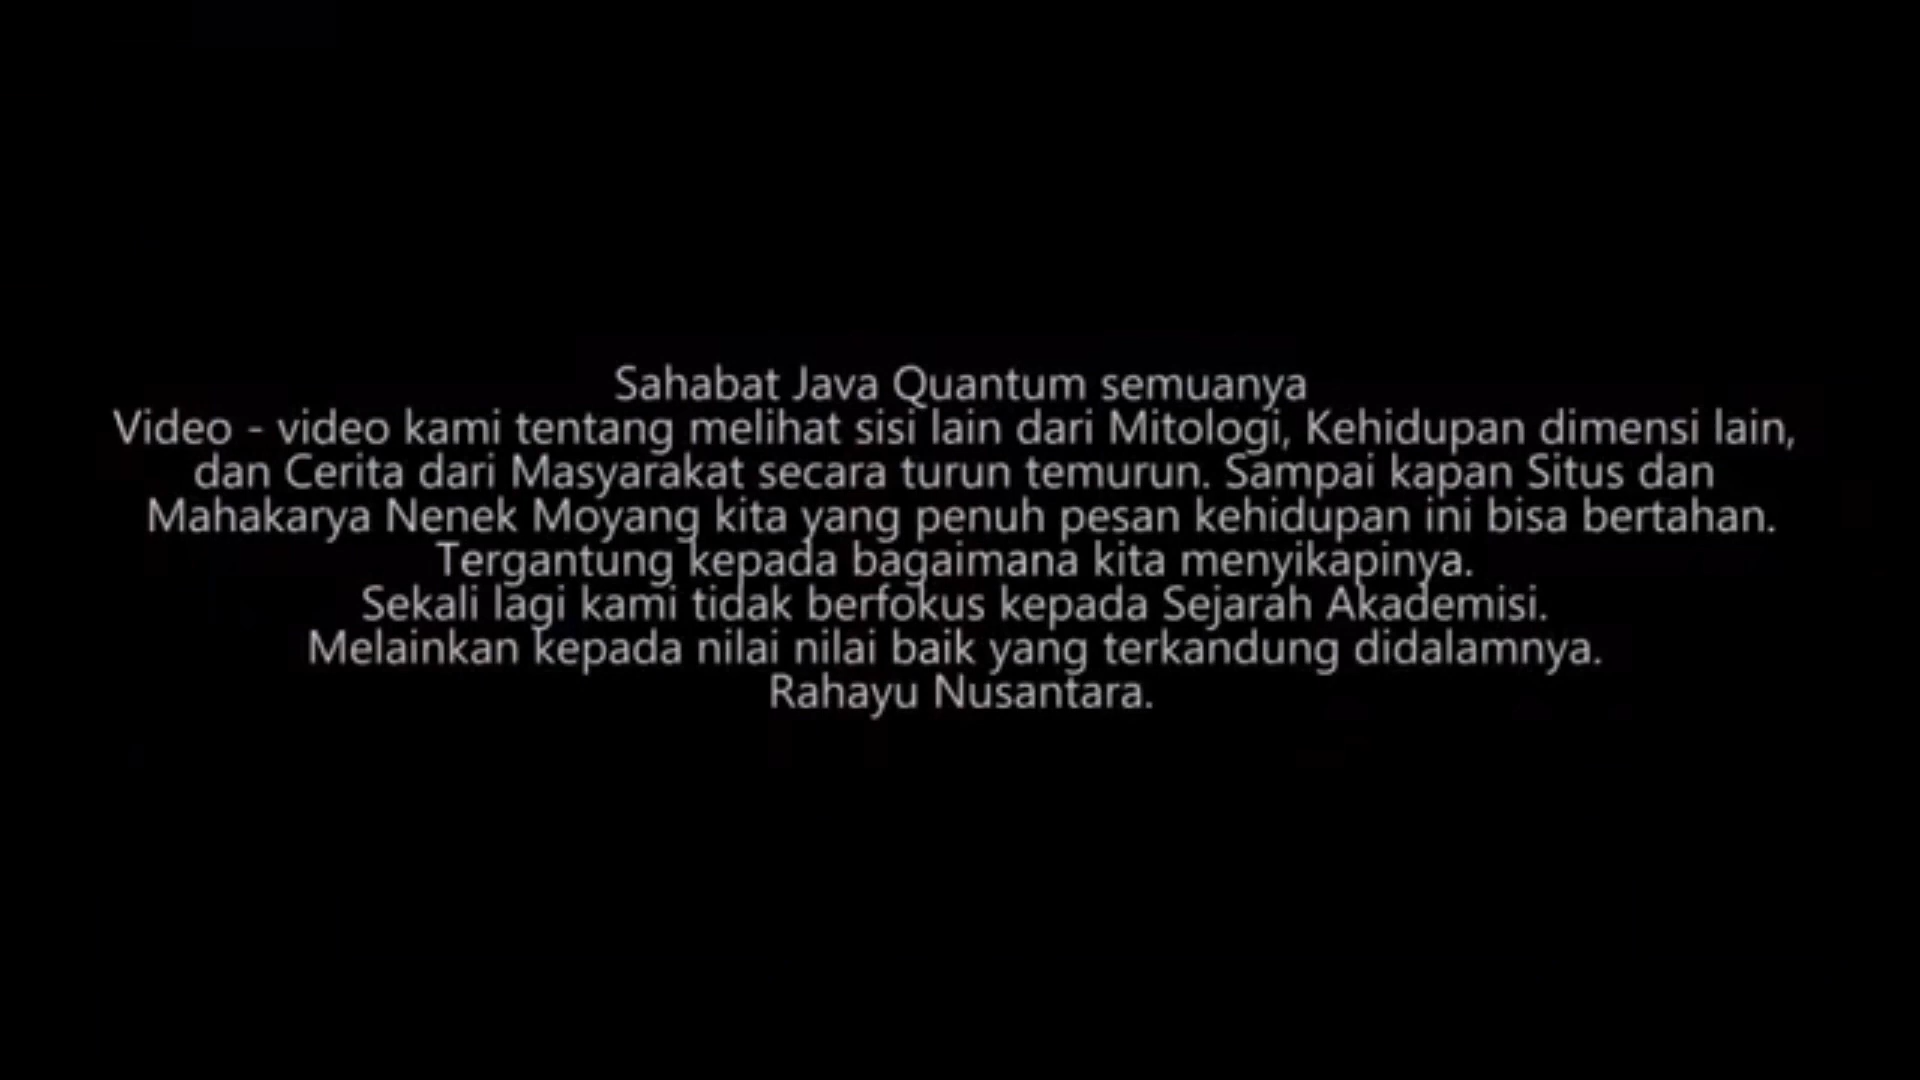 Sahabat Java Quantum semuanya
Video - video kami tentang melihat sisi lain dari Mitologi, Kehidupan dimensi lain,
dan Cerita dari Masyarakat secara turun temurun. Sampai kapan Situs dan
Mahakarya Nenek Moyang kita yang penuh pesan kehidupan ini bisa bertahan.
Tergantung kepada bagaimana kita menyikapinya.
Sekali lagi kami tidak berfokus kepada Sejarah Akademisi.
Melainkan kepada nilai nilai baik yang terkandung didalamnya.
Rahayu Nusantara.